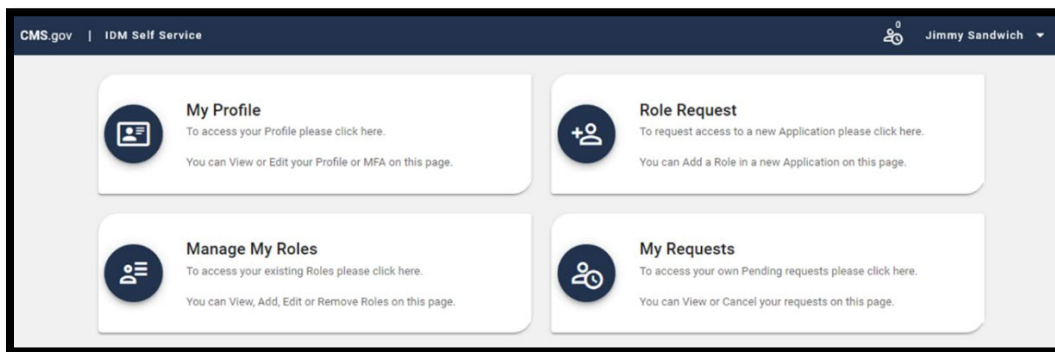 CMS.gov | IDM Self Service
0
Jimmy Sandwich
My Profile
To access your Profile please click here.
You can View or Edit your Profile or MFA on this page.
Role Request
To request access to a new Application please click here.
You can Add a Role in a new Application on this page.
Manage My Roles
To access your existing Roles please click here.
You can View, Add, Edit or Remove Roles on this page.
My Requests
To access your own Pending requests please click here.
You can View or Cancel your requests on this page.